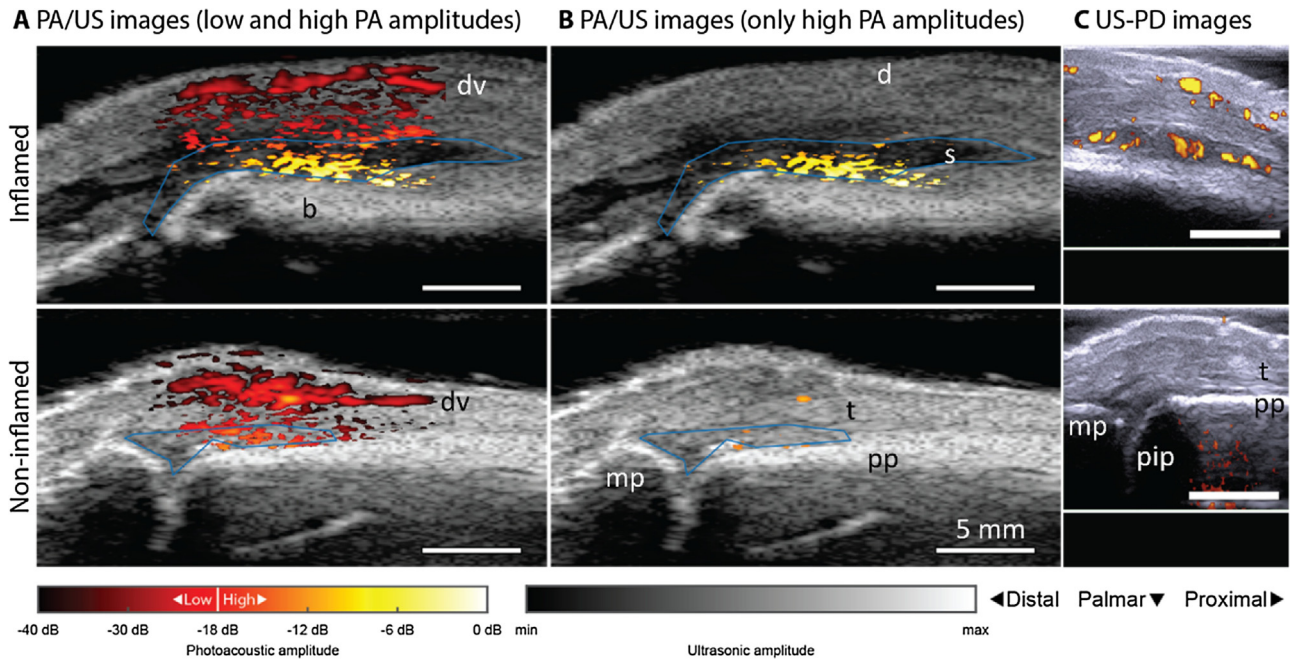 A PA/US images (low and high PA amplitudes)
B PA/US images (only high PA amplitudes)
C US-PD images
Inflamed
dv
b
d
s
Non-inflamed
dv
t
mp
pp
5 mm
t
pp
mp
pip
◀Low | High▶
-40 dB -30 dB -18 dB -12 dB -6 dB 0 dB
Photoacoustic amplitude
min max
Ultrasonic amplitude
◀Distal Palmar▼ Proximal▶